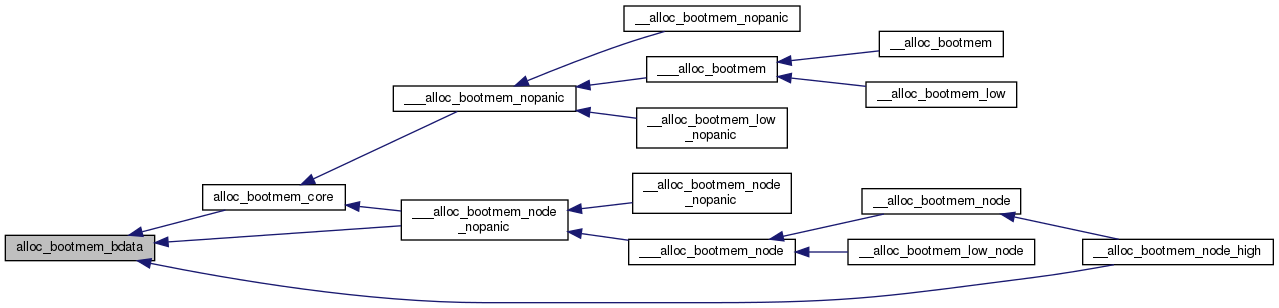 __alloc_bootmem_nopanic
__alloc_bootmem
___alloc_bootmem
__alloc_bootmem_low
___alloc_bootmem_nopanic
__alloc_bootmem_low
_nopanic
alloc_bootmem_core
__alloc_bootmem_node
_nopanic
__alloc_bootmem_node
___alloc_bootmem_node
_nopanic
alloc_bootmem_bdata
___alloc_bootmem_node
__alloc_bootmem_low_node
__alloc_bootmem_node_high